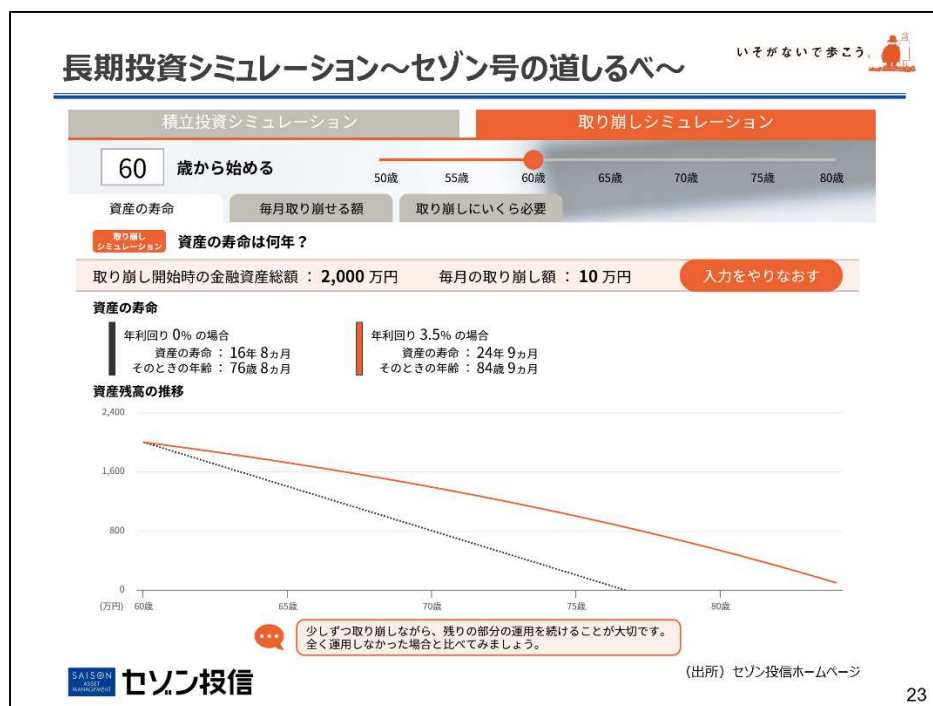 長期投資シミュレーション～セゾン号の道しるべ～
いそがないで歩こう。
積立投資シミュレーション
取り崩しシミュレーション
60 歳から始める
50歳 55歳 60歳 65歳 70歳 75歳 80歳
資産の寿命 毎月取り崩せる額 取り崩しにいくら必要
取り崩し
シミュレーション
資産の寿命は何年？
取り崩し開始時の金融資産総額 ： 2,000 万円 毎月の取り崩し額 ： 10 万円 入力をやりなおす
資産の寿命
年利回り 0% の場合
資産の寿命 ： 16年 8ヵ月
そのときの年齢 ： 76歳 8ヵ月
年利回り 3.5% の場合
資産の寿命 ： 24年 9ヵ月
そのときの年齢 ： 84歳 9ヵ月
資産残高の推移
2,400
1,600
800
0
(万円) 60歳 65歳 70歳 75歳 80歳
少しずつ取り崩しながら、残りの部分の運用を続けることが大切です。
全く運用しなかった場合と比べてみましょう。
SAISON
ASSET
MANAGEMENT
セゾン投信
（出所）セゾン投信ホームページ
23